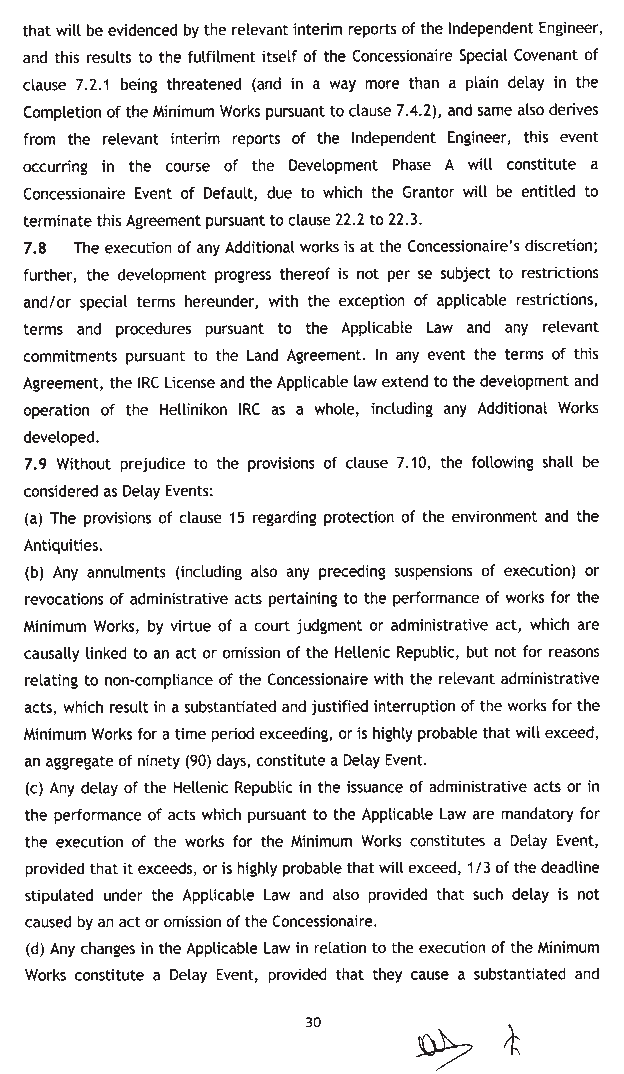 that will be evidenced by the relevant interim reports of the Independent Engineer,
and this results to the fulfilment itself of the Concessionaire Special Covenant of
clause 7.2.1 being threatened (and in a way more than a plain delay in the
Completion of the Minimum Works pursuant to clause 7.4.2), and same also derives
from the relevant interim reports of the Independent Engineer, this event
occurring in the course of the Development Phase A will constitute a
Concessionaire Event of Default, due to which the Grantor will be entitled to
terminate this Agreement pursuant to clause 22.2 to 22.3.
7.8 The execution of any Additional works is at the Concessionaire's discretion;
further, the development progress thereof is not per se subject to restrictions
and/or special terms hereunder, with the exception of applicable restrictions,
terms and procedures pursuant to the Applicable Law and any relevant
commitments pursuant to the Land Agreement. In any event the terms of this
Agreement, the IRC License and the Applicable law extend to the development and
operation of the Hellinikon IRC as a whole, including any Additional Works
developed.
7.9 Without prejudice to the provisions of clause 7.10, the following shall be
considered as Delay Events:
(a) The provisions of clause 15 regarding protection of the environment and the
Antiquities.
(b) Any annulments (including also any preceding suspensions of execution) or
revocations of administrative acts pertaining to the performance of works for the
Minimum Works, by virtue of a court judgment or administrative act, which are
causally linked to an act or omission of the Hellenic Republic, but not for reasons
relating to non-compliance of the Concessionaire with the relevant administrative
acts, which result in a substantiated and justified interruption of the works for the
Minimum Works for a time period exceeding, or is highly probable that will exceed,
an aggregate of ninety (90) days, constitute a Delay Event.
(c) Any delay of the Hellenic Republic in the issuance of administrative acts or in
the performance of acts which pursuant to the Applicable Law are mandatory for
the execution of the works for the Minimum Works constitutes a Delay Event,
provided that it exceeds, or is highly probable that will exceed, 1/3 of the deadline
stipulated under the Applicable Law and also provided that such delay is not
caused by an act or omission of the Concessionaire.
(d) Any changes in the Applicable Law in relation to the execution of the Minimum
Works constitute a Delay Event, provided that they cause a substantiated and
30